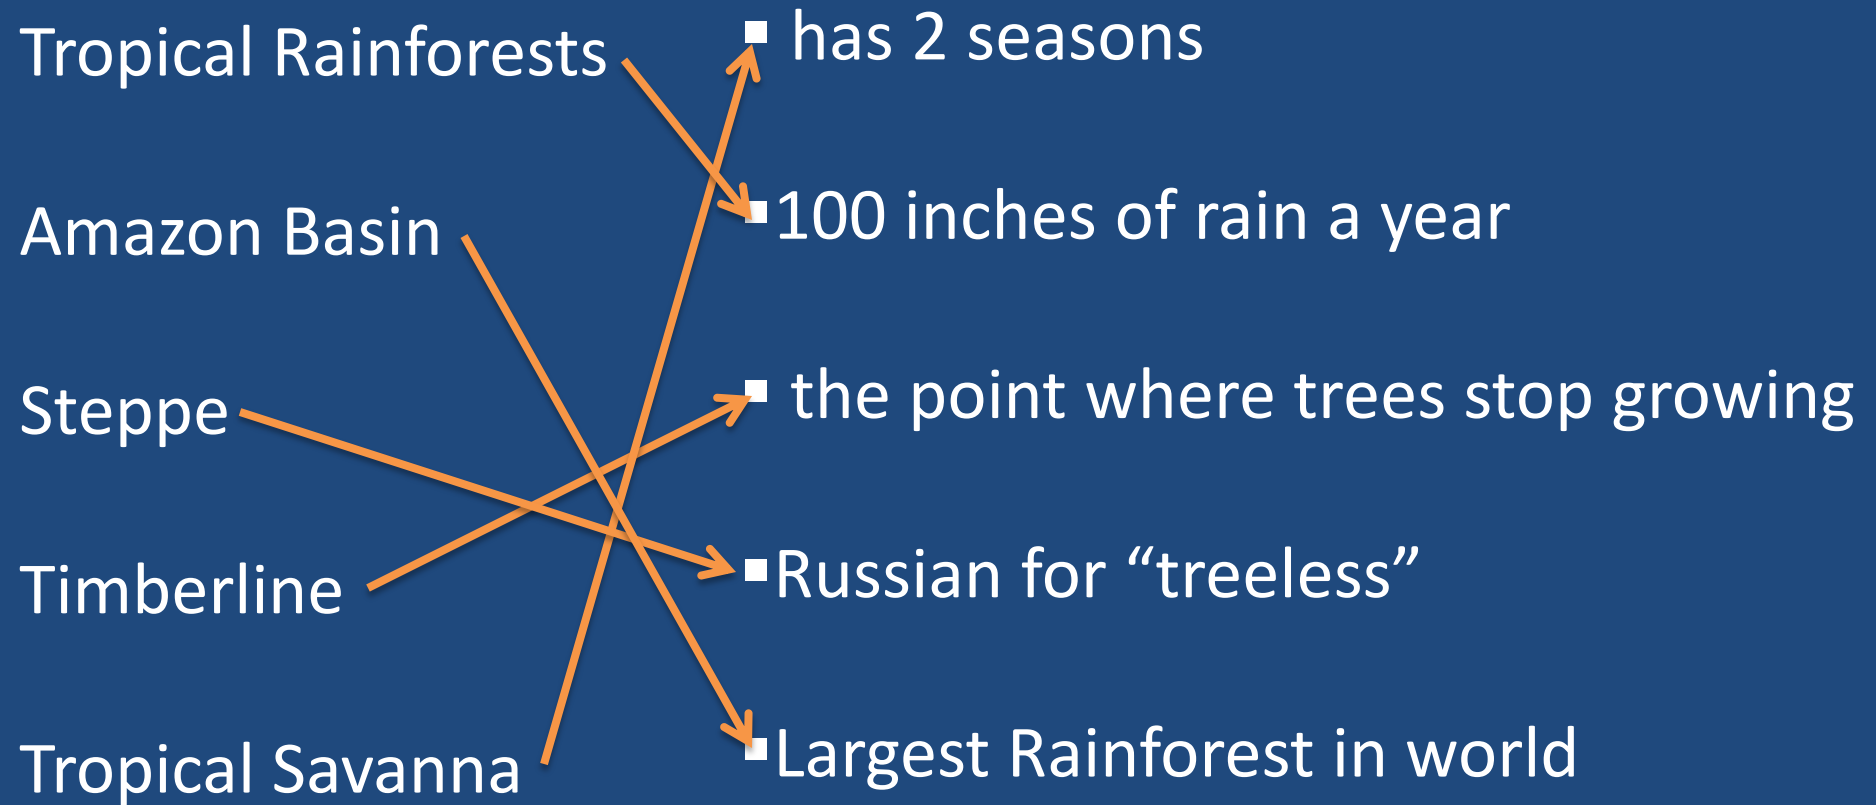 Tropical Rainforests
Amazon Basin
Steppe
Timberline
Tropical Savanna
▪ has 2 seasons
▪100 inches of rain a year
▪ the point where trees stop growing
▪Russian for “treeless”
▪Largest Rainforest in world